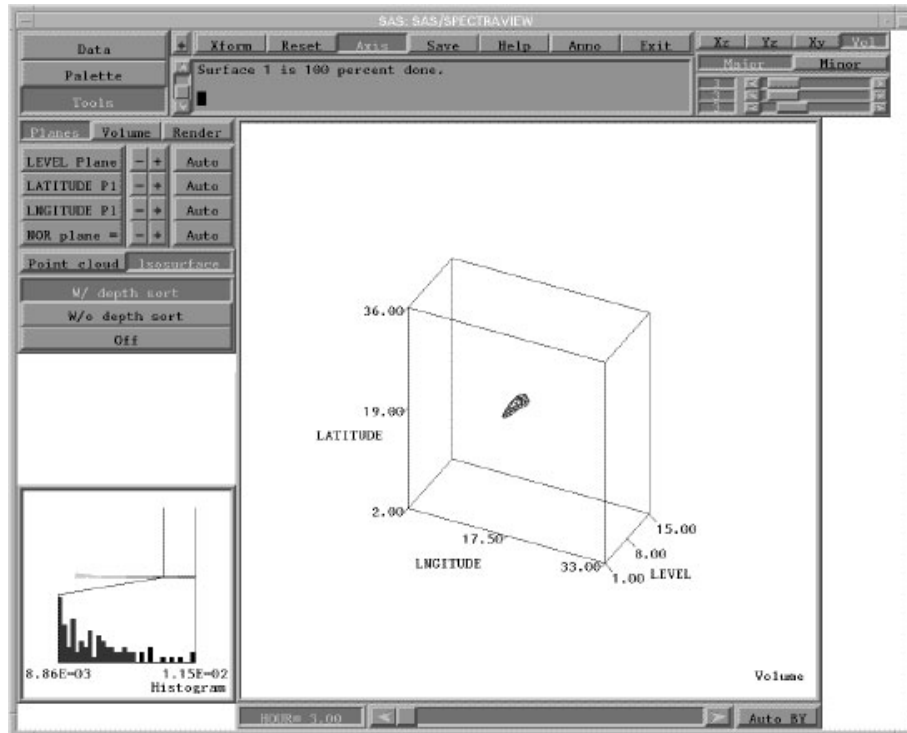 SAS: SAS/SPECTRAVIEW
Data
Palette
Tools
+ Xform Reset Axis Save Help Anno Exit
Surface 1 is 100 percent done.
Xz Yz Xy Vol
Major Minor
Planes Volume Render
LEVEL Plane - + Auto
LATITUDE Pl - + Auto
LNGITUDE Pl - + Auto
NOR plane = - + Auto
Point cloud Isosurface
W/ depth sort
W/o depth sort
Off
36.00
19.00
LATITUDE
2.00
17.50
LNGITUDE
33.00
1.00
LEVEL
8.00
15.00
8.86E-03 1.15E-02
Histogram
Volume
HOUR= 3.00
Auto BY